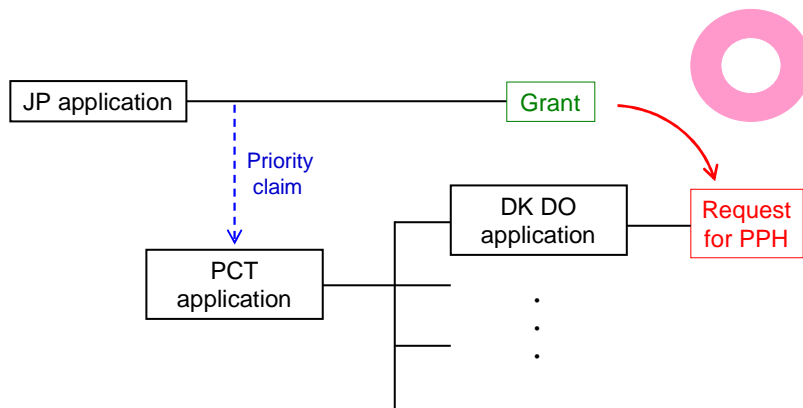 JP application
Grant
Priority
claim
DK DO
application
Request
for PPH
PCT
application